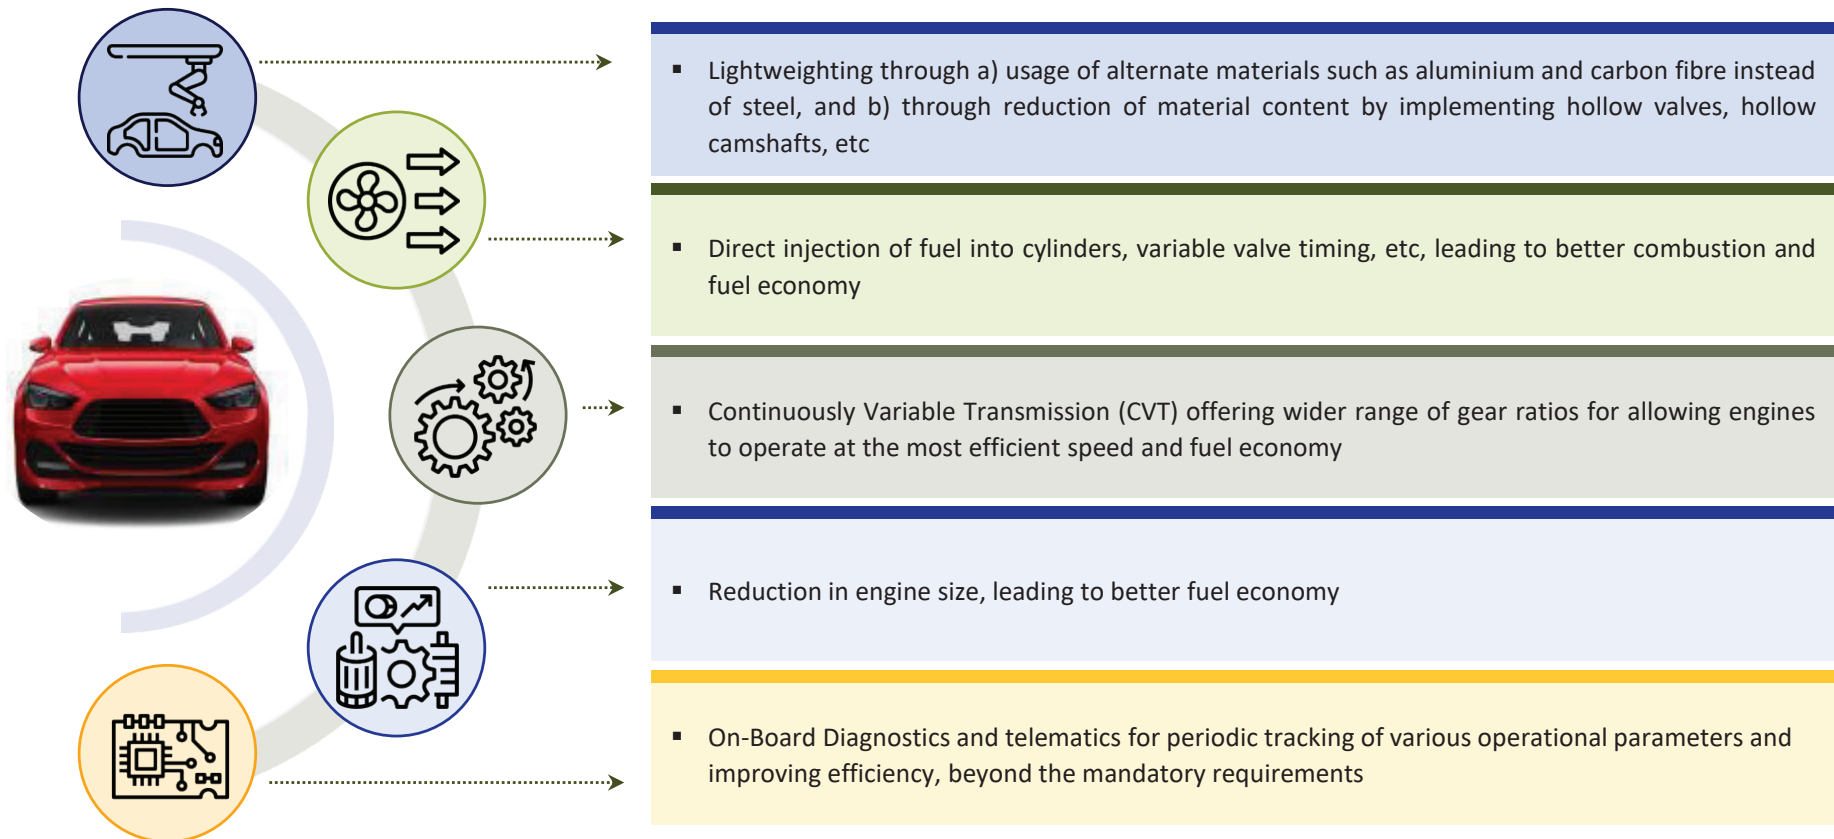 ▪ Lightweighting through a) usage of alternate materials such as aluminium and carbon fibre instead
of steel, and b) through reduction of material content by implementing hollow valves, hollow
camshafts, etc
▪ Direct injection of fuel into cylinders, variable valve timing, etc, leading to better combustion and
fuel economy
▪ Continuously Variable Transmission (CVT) offering wider range of gear ratios for allowing engines
to operate at the most efficient speed and fuel economy
▪ Reduction in engine size, leading to better fuel economy
▪ On-Board Diagnostics and telematics for periodic tracking of various operational parameters and
improving efficiency, beyond the mandatory requirements